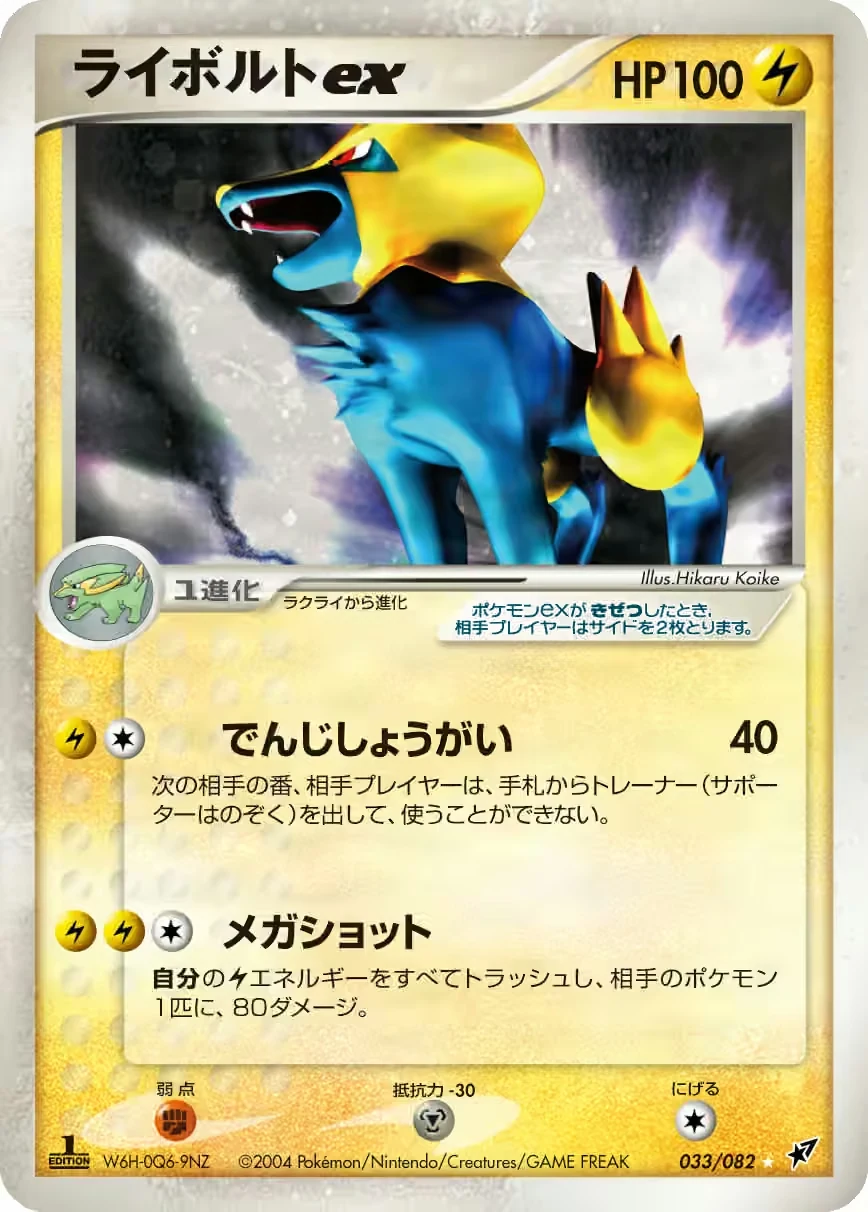 ライボルトex HP100
Illus.Hikaru Koike
1進化
ラクライから進化
ポケモンexが きぜつしたとき、
相手プレイヤーはサイドを2枚とります。
でんじしょうがい 40
次の相手の番、相手プレイヤーは、手札からトレーナー(サポー
ターはのぞく)を出して、使うことができない。
メガショット
自分のエネルギーをすべてトラッシュし、相手のポケモン
1匹に、80ダメージ。
弱点 抵抗力 -30 にげる
1 EDITION W6H-0Q6-9NZ ©2004 Pokémon/Nintendo/Creatures/GAME FREAK 033/082 ★